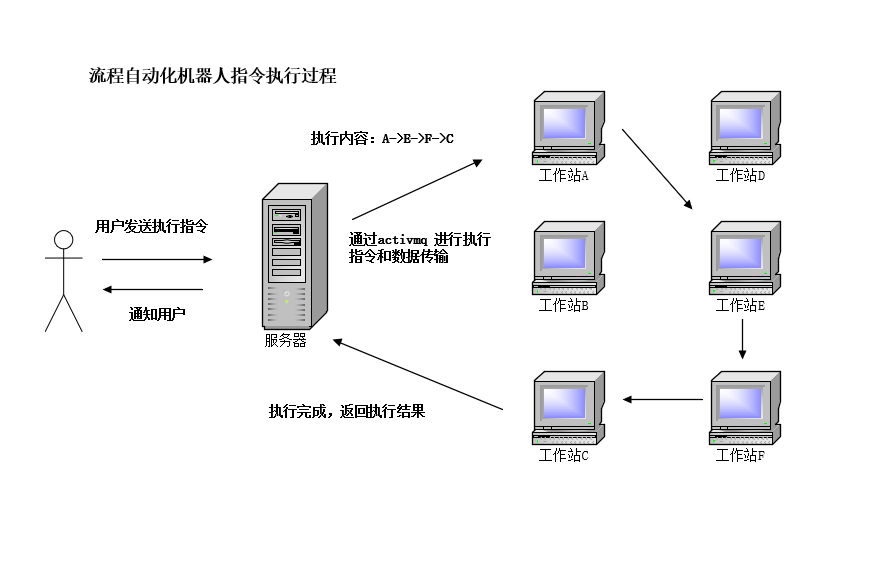 流程自动化机器人指令执行过程
执行内容：A->E->F->C
工作站A
工作站D
用户发送执行指令
通过activmq 进行执行
指令和数据传输
通知用户
服务器
工作站B
工作站E
执行完成，返回执行结果
工作站C
工作站F